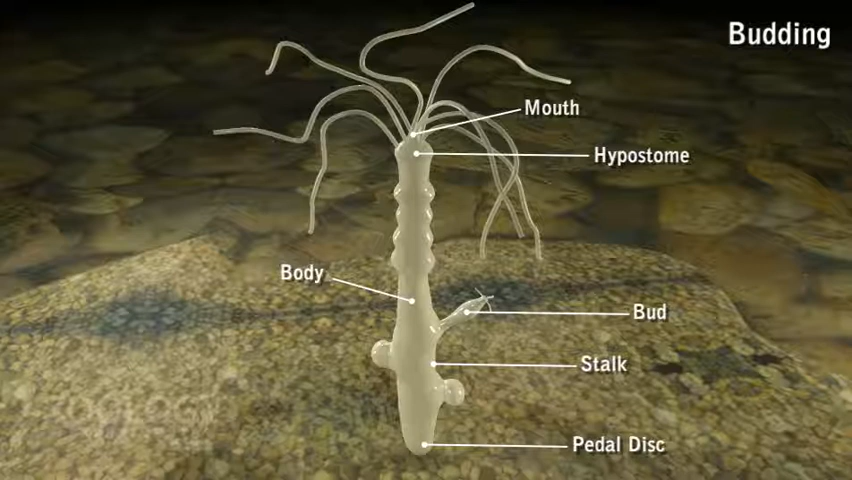 Budding
Mouth
Hypostome
Body
Bud
Stalk
Pedal Disc